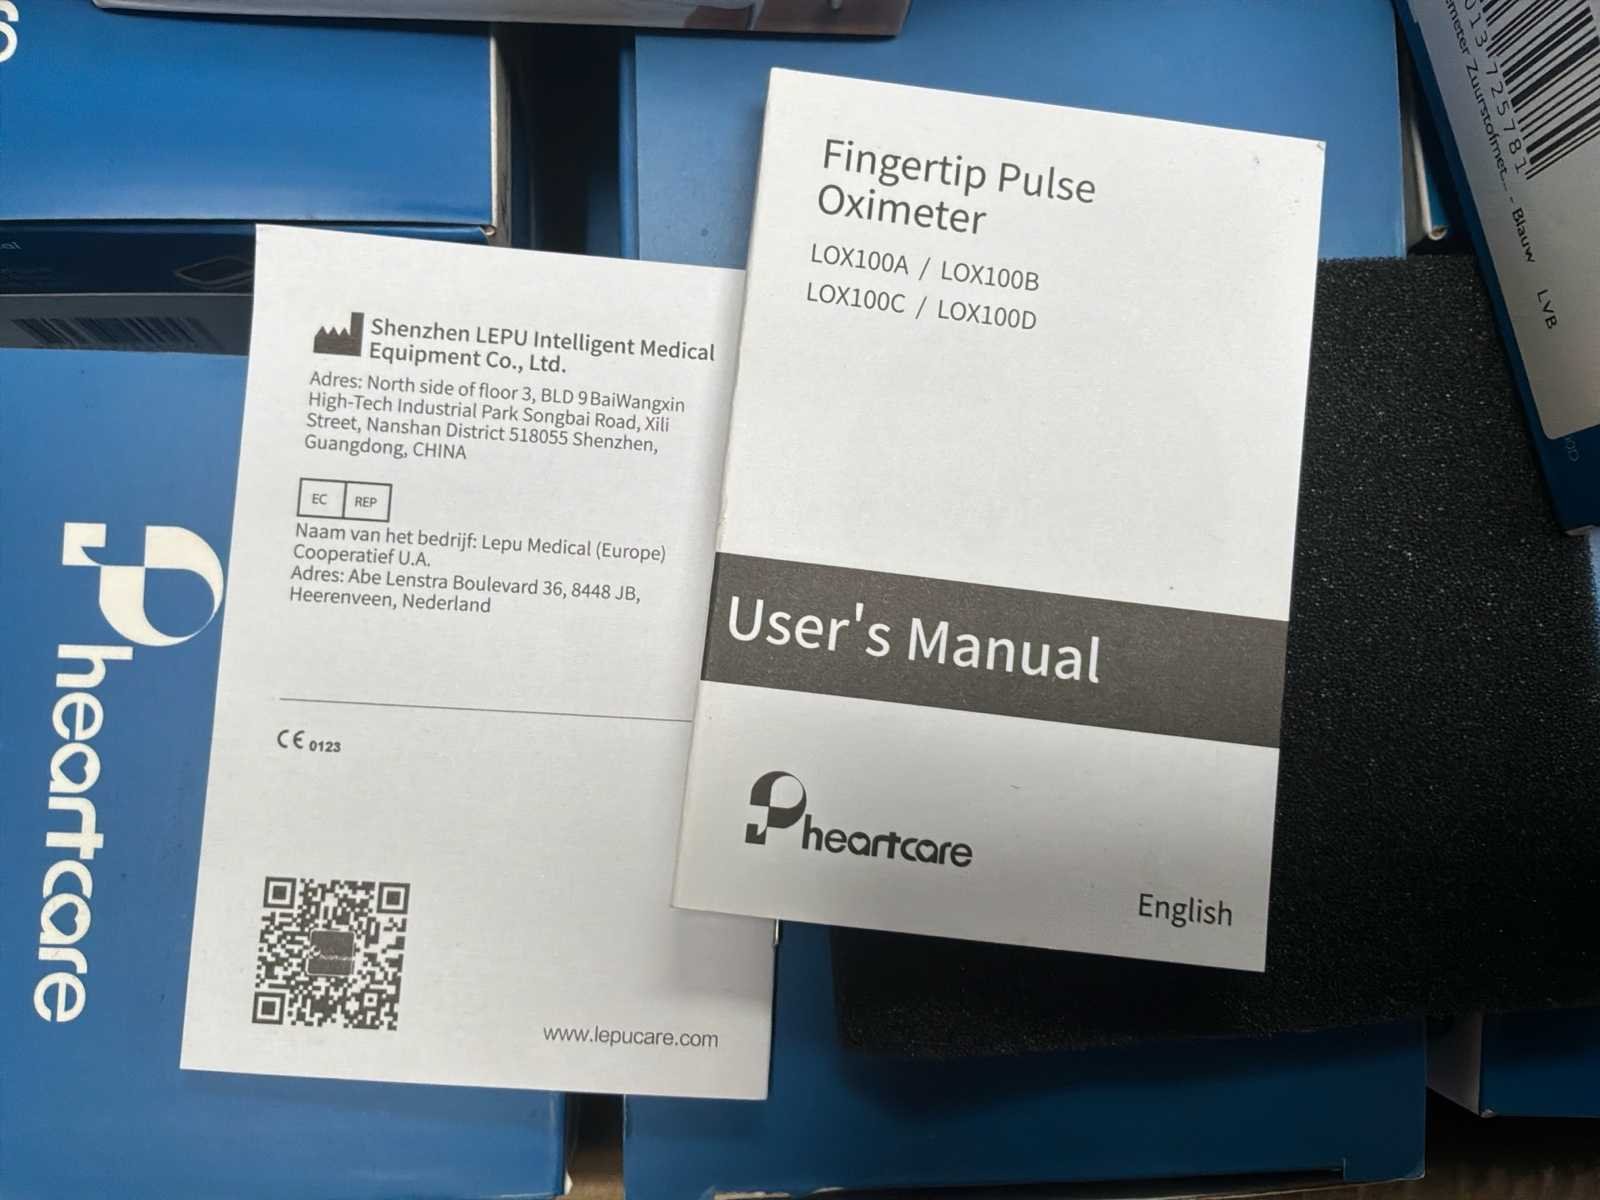 Fingertip Pulse
Oximeter
LOX100A / LOX100B
LOX100C / LOX100D
User's Manual
heartcare
English
Shenzhen LEPU Intelligent Medical
Equipment Co., Ltd.
Adres: North side of floor 3, BLD 9 BaiWangxin
High-Tech Industrial Park Songbai Road, Xili
Street, Nanshan District 518055 Shenzhen,
Guangdong, CHINA
EC REP
Naam van het bedrijf: Lepu Medical (Europe)
Cooperatief U.A.
Adres: Abe Lenstra Boulevard 36, 8448 JB,
Heerenveen, Nederland
CE 0123
www.lepucare.com
heartcare
013725781
meter Zuurstofmet... - Blauw
LVB